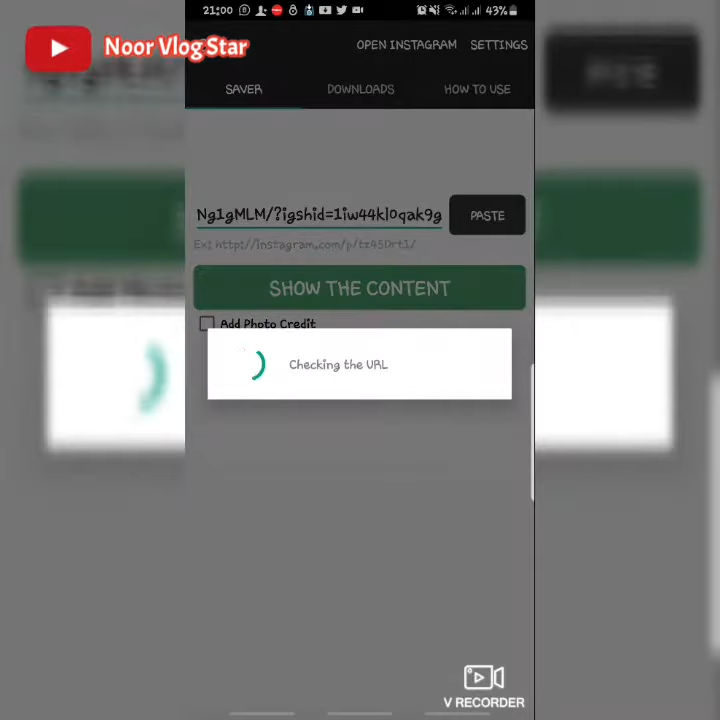 21:00
43%
Noor Vlog Star
OPEN INSTAGRAM
SETTINGS
SAVER
DOWNLOADS
HOW TO USE
Ng1gMLM/?igshid=1iw44kl0qak9g
PASTE
Ex: http://instagram.com/p/tz45Drt1/
SHOW THE CONTENT
Add Photo Credit
Checking the URL
V RECORDER